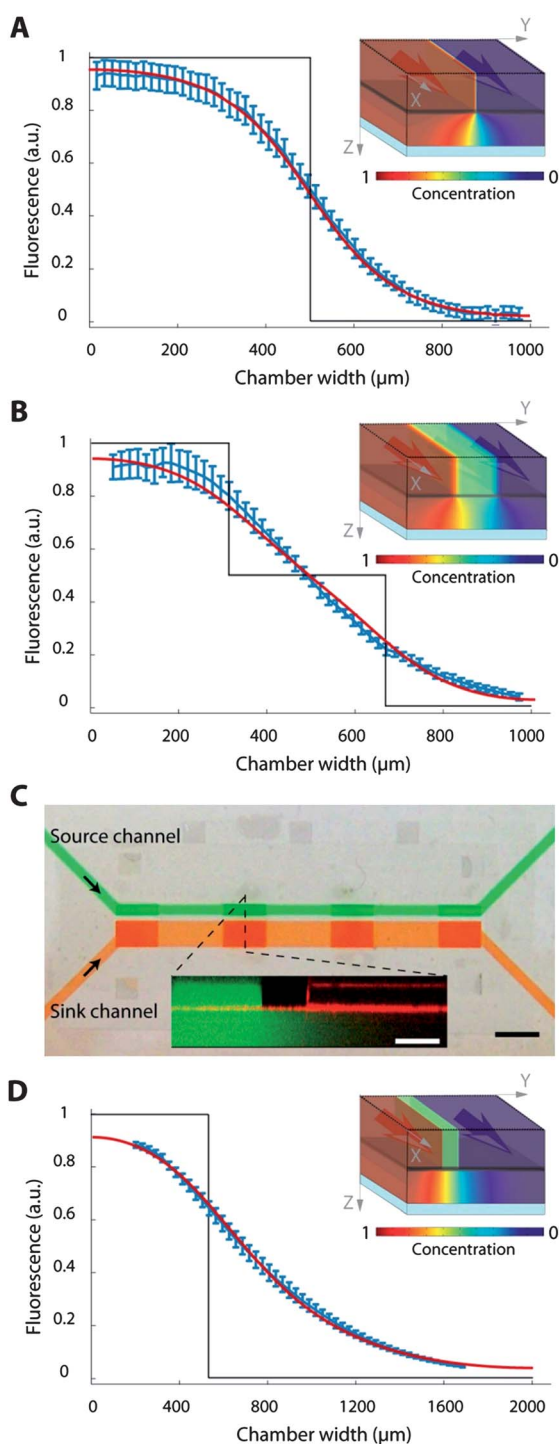 A
1
0.8
0.6
0.4
0.2
0
Fluorescence (a.u.)
0 200 400 600 800 1000
Chamber width (µm)
Y
X
Z
1 0
Concentration
B
1
0.8
0.6
0.4
0.2
0
Fluorescence (a.u.)
0 200 400 600 800 1000
Chamber width (µm)
Y
X
Z
1 0
Concentration
C
Source channel
Sink channel
D
1
0.8
0.6
0.4
0.2
0
Fluorescence (a.u.)
0 400 800 1200 1600 2000
Chamber width (µm)
Y
X
Z
1 0
Concentration